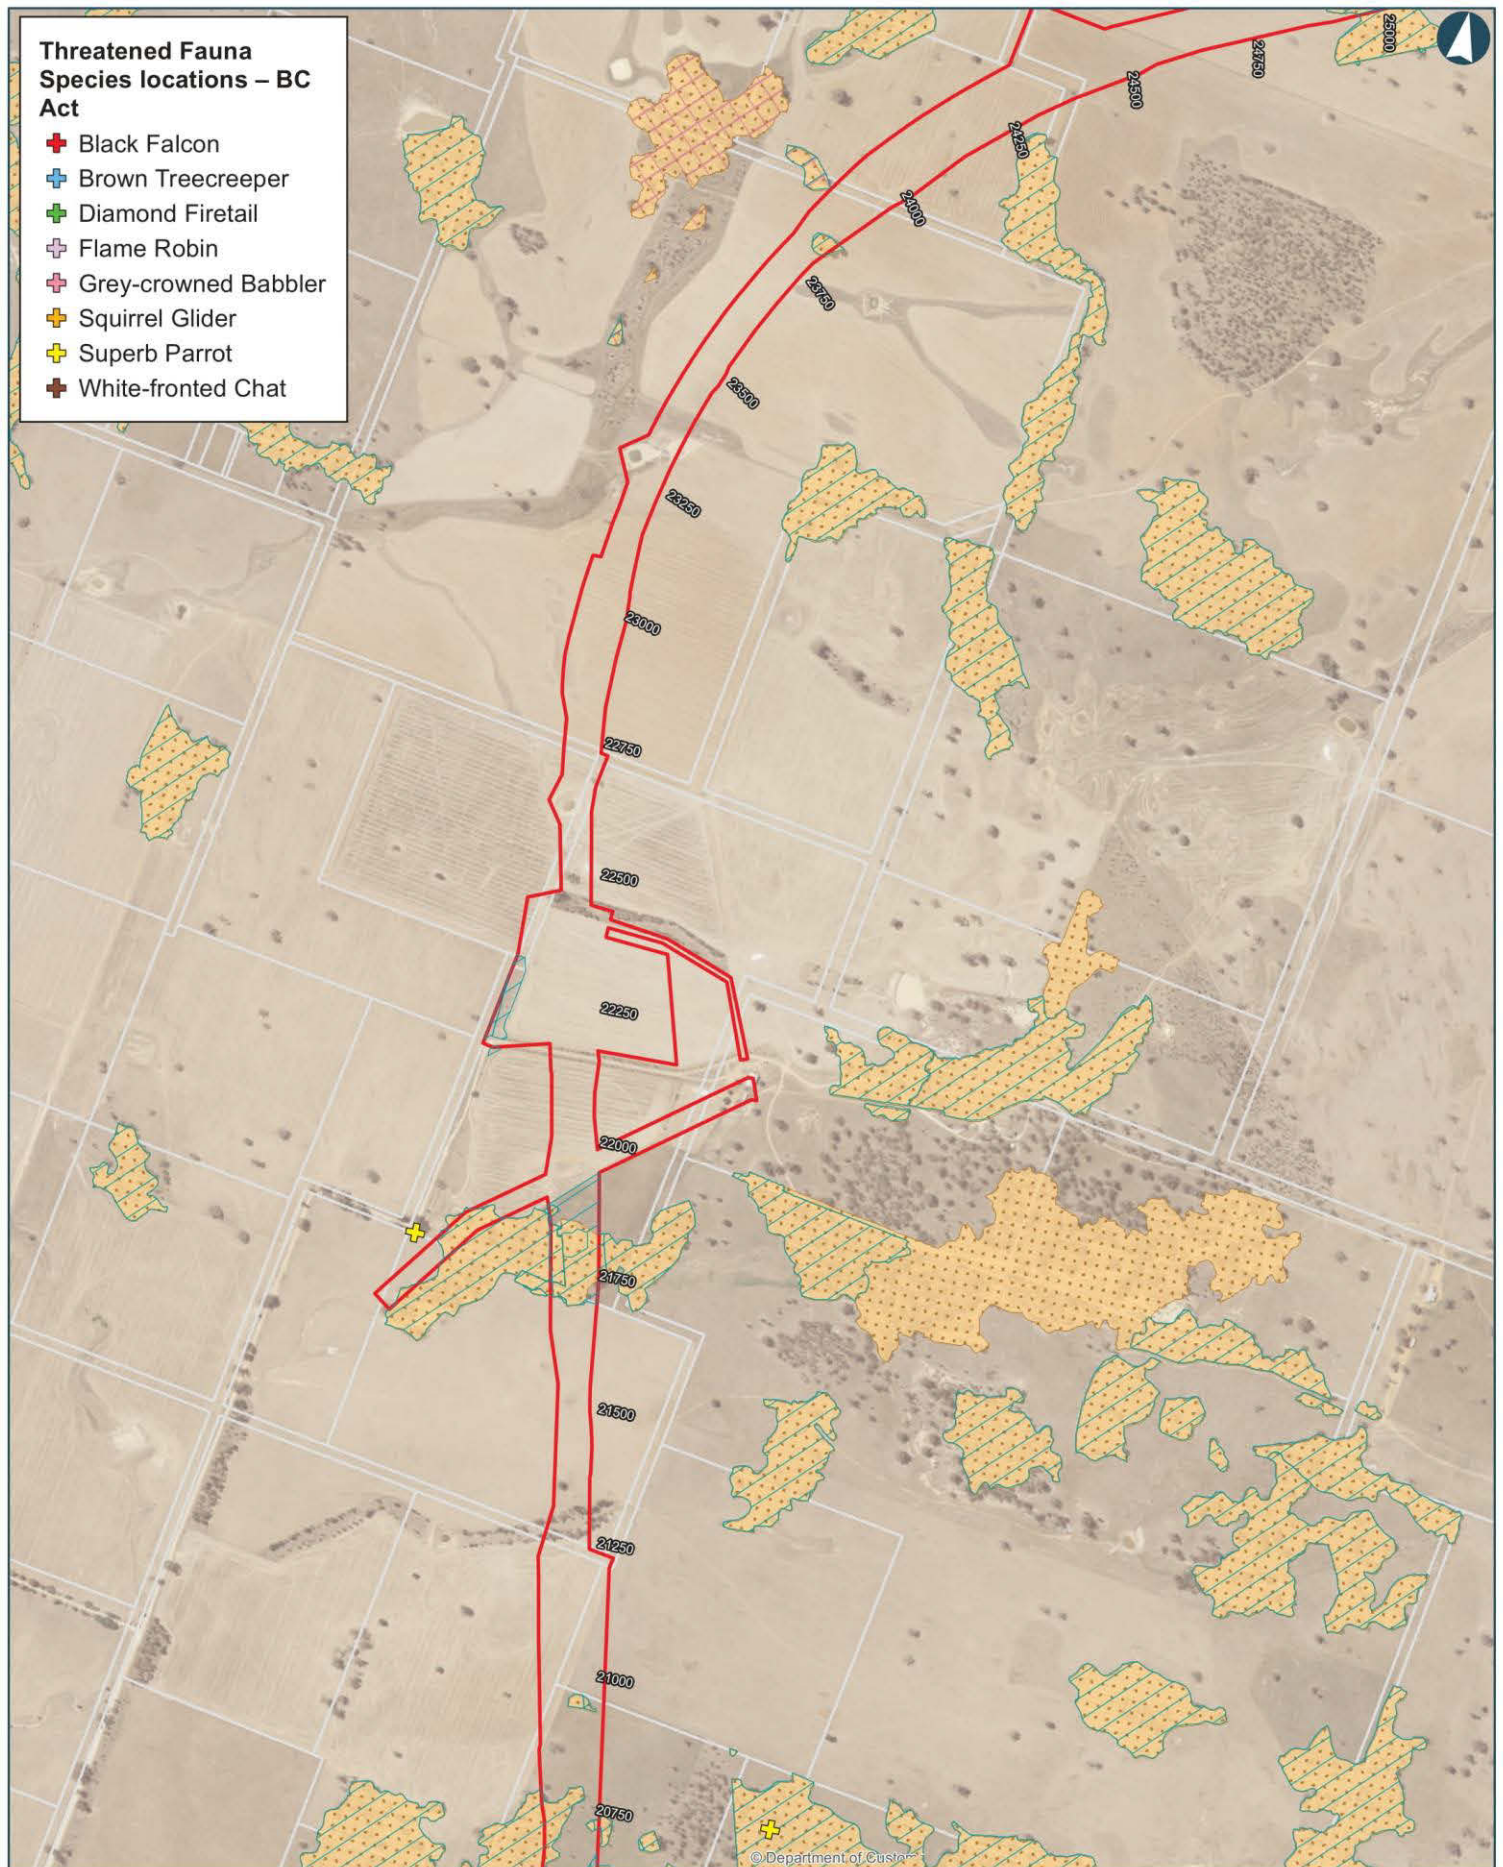 Threatened Fauna
Species locations – BC
Act
Black Falcon
Brown Treecreeper
Diamond Firetail
Flame Robin
Grey-crowned Babbler
Squirrel Glider
Superb Parrot
White-fronted Chat
25000
24750
24500
24250
24000
23750
23500
23250
23000
22750
22500
22250
22000
21750
21500
21250
21000
20750
© Department of